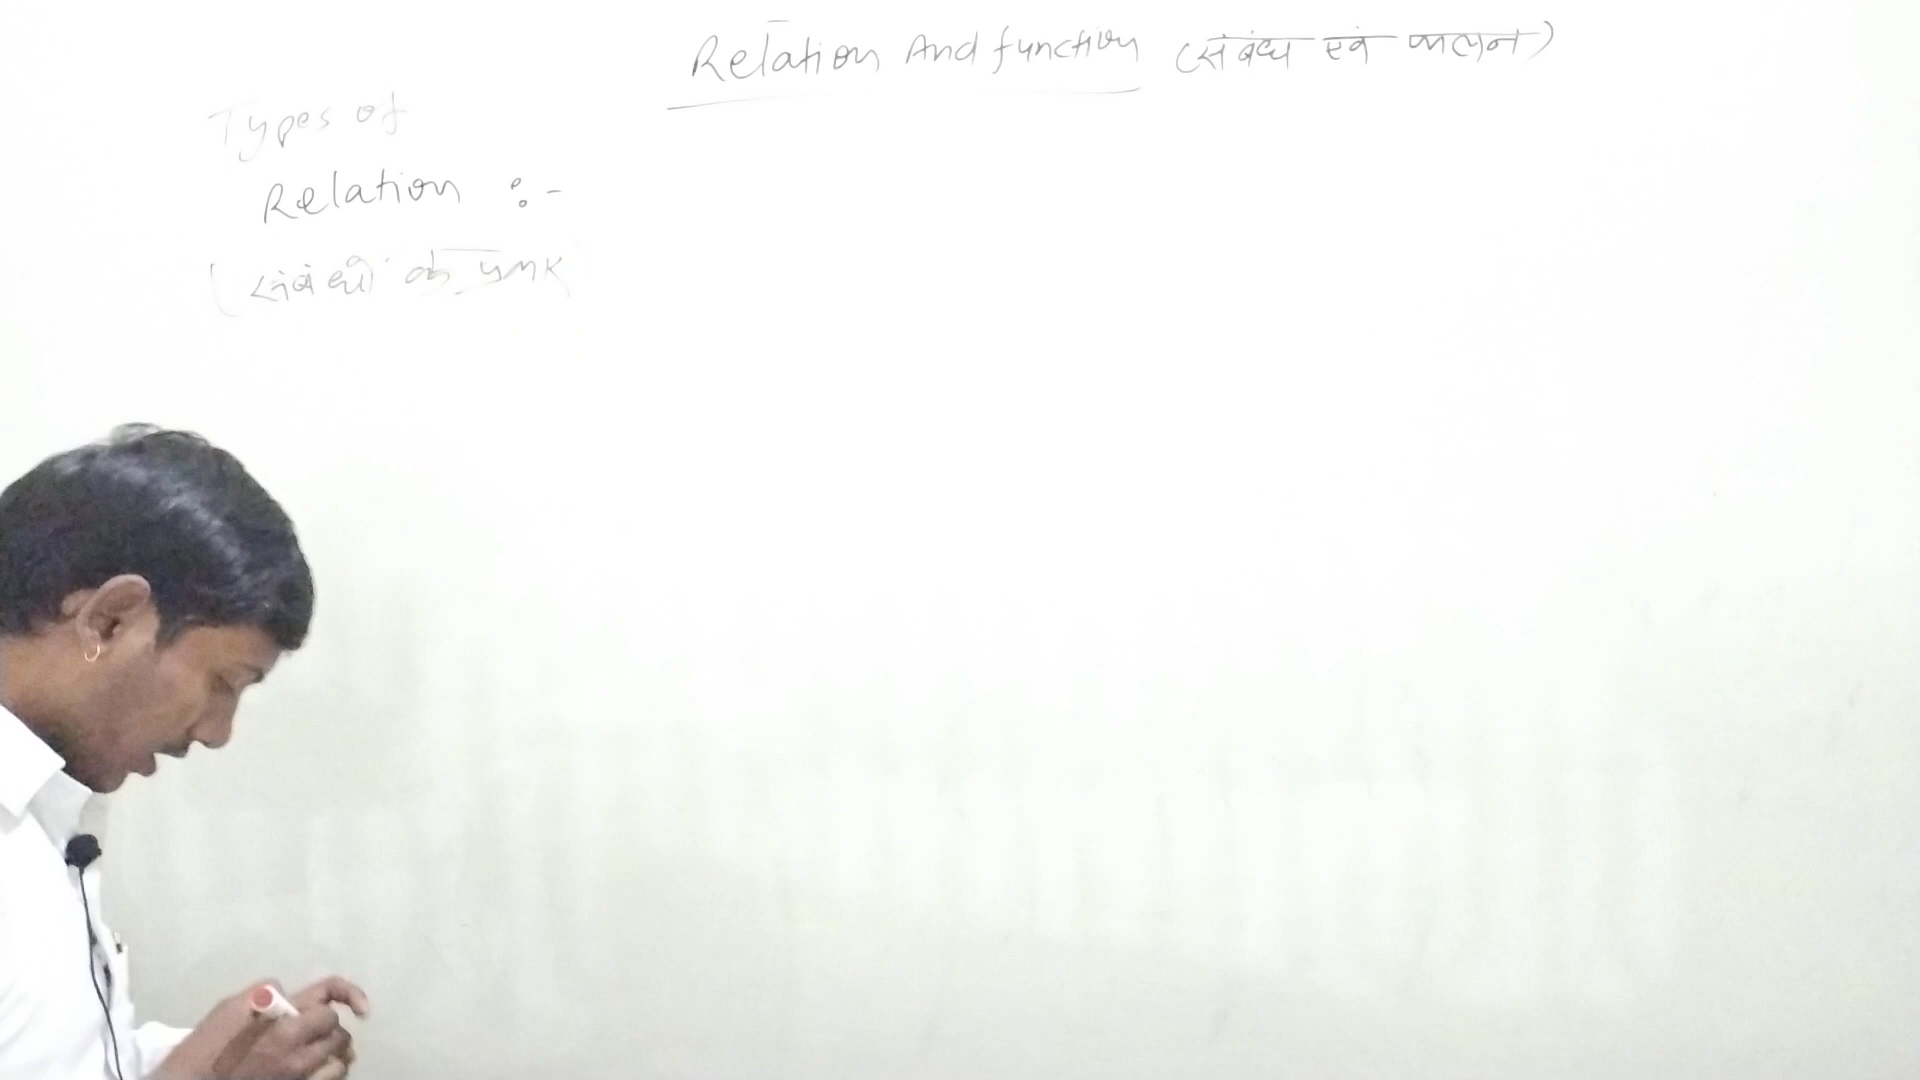 Relation And function (संबंध एवं फलन)
Types of
Relation :-
(संबंधों के प्रकार)